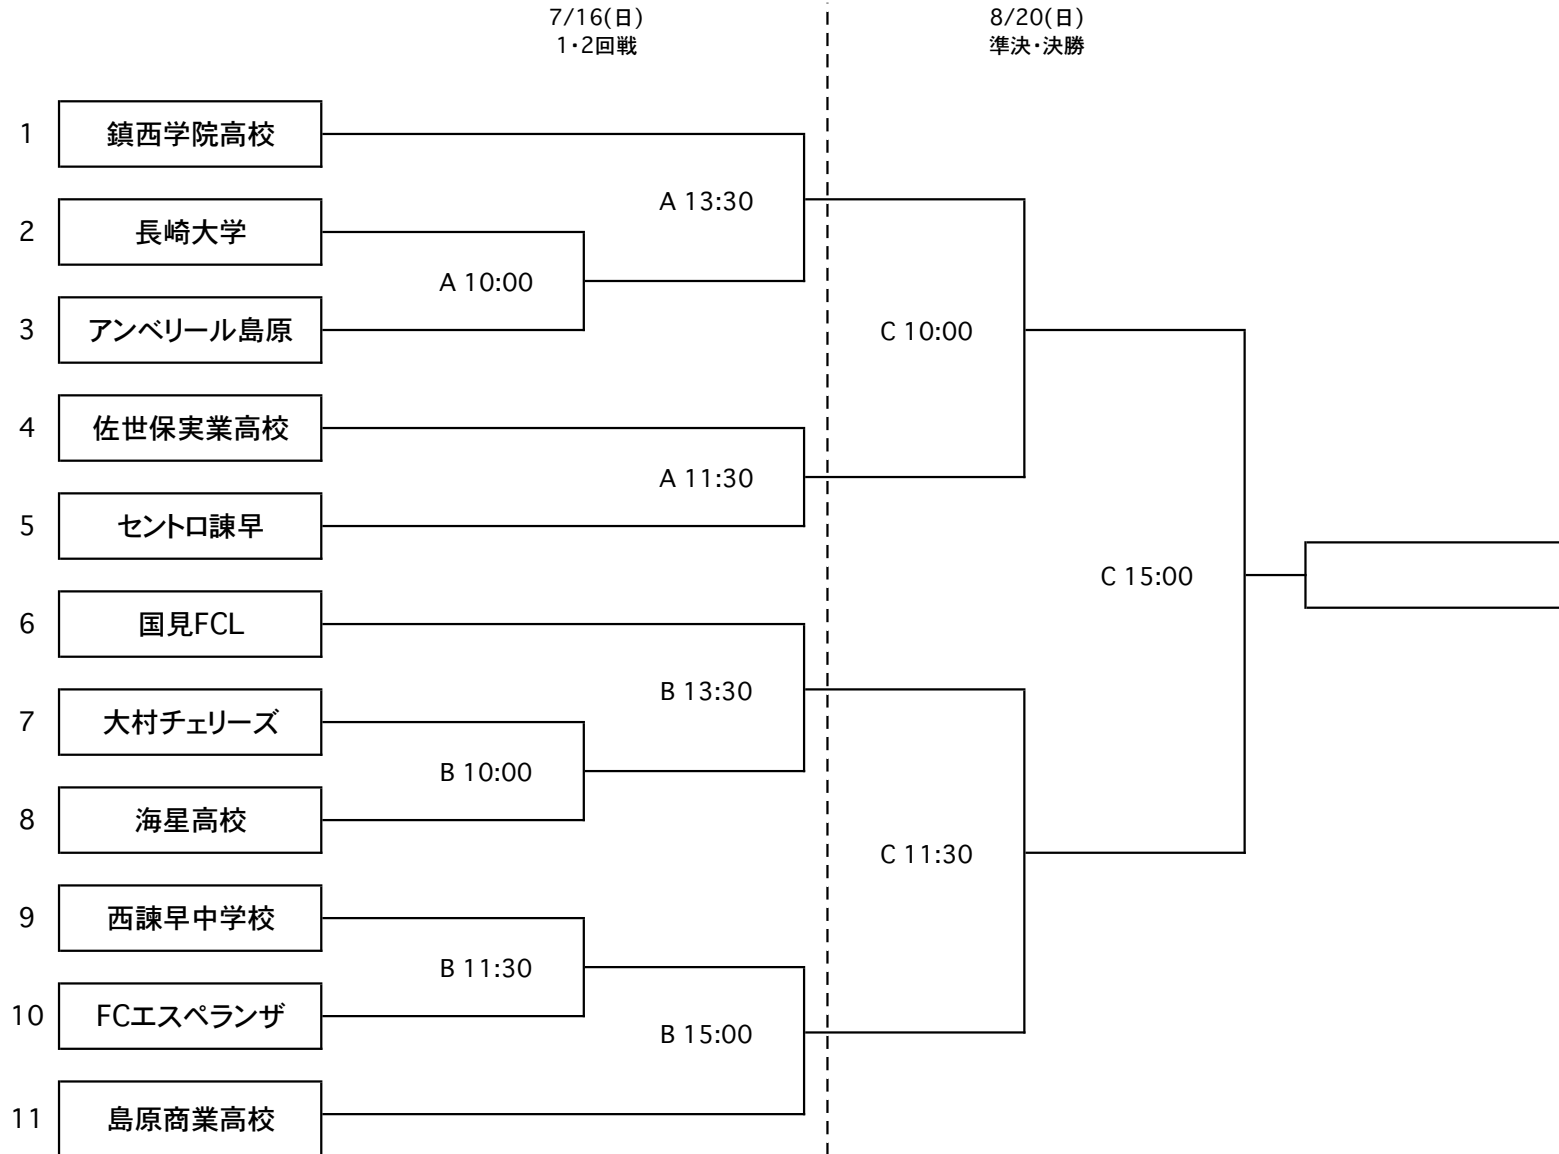 7/16(日)
1・2回戦
8/20(日)
準決・決勝
1 鎮西学院高校
A 13:30
2 長崎大学
A 10:00
3 アンベリール島原
C 10:00
4 佐世保実業高校
A 11:30
5 セントロ諫早
C 15:00
6 国見FCL
B 13:30
7 大村チェリーズ
B 10:00
8 海星高校
C 11:30
9 西諫早中学校
B 11:30
10 FCエスペランザ
B 15:00
11 島原商業高校